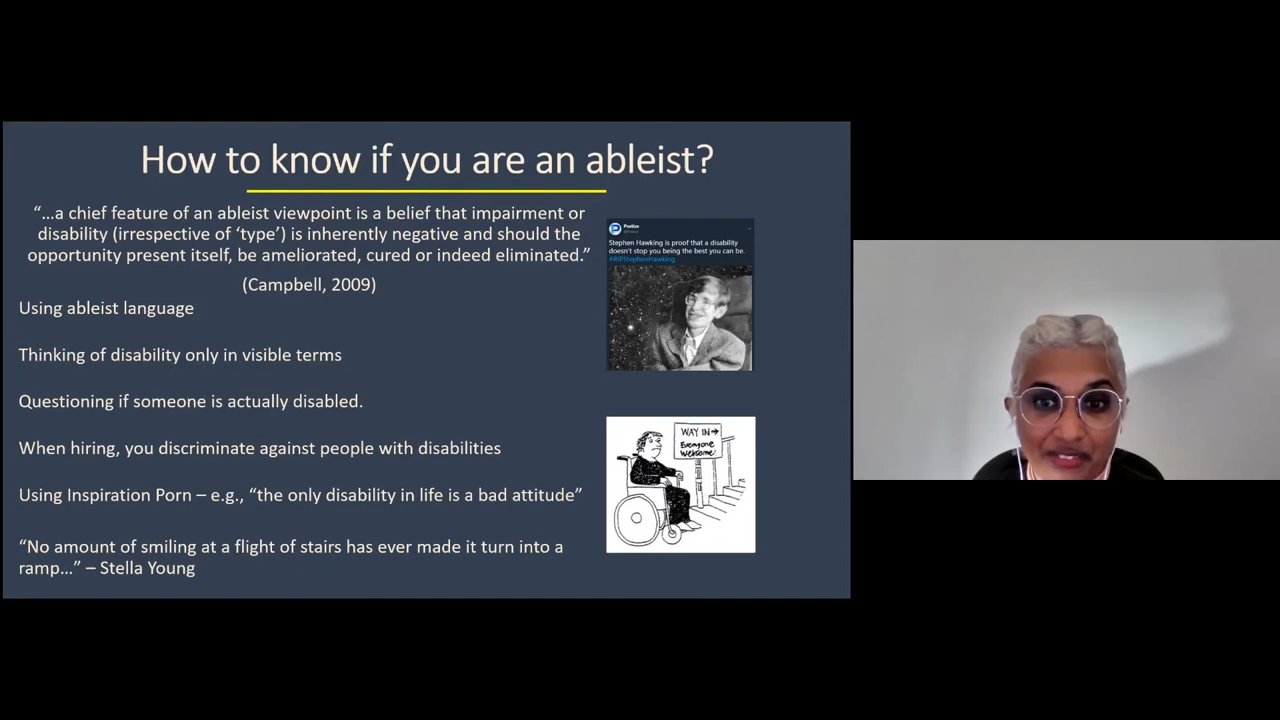 How to know if you are an ableist?
“...a chief feature of an ableist viewpoint is a belief that impairment or
disability (irrespective of ‘type’) is inherently negative and should the
opportunity present itself, be ameliorated, cured or indeed eliminated.”
(Campbell, 2009)
Using ableist language
Thinking of disability only in visible terms
Questioning if someone is actually disabled.
When hiring, you discriminate against people with disabilities
Using Inspiration Porn – e.g., “the only disability in life is a bad attitude”
“No amount of smiling at a flight of stairs has ever made it turn into a
ramp...” – Stella Young
Stephen Hawking is proof that a disability
doesn't stop you being the best you can be.
#RIPStephenHawking
WAY IN→
Everyone
Welcome!